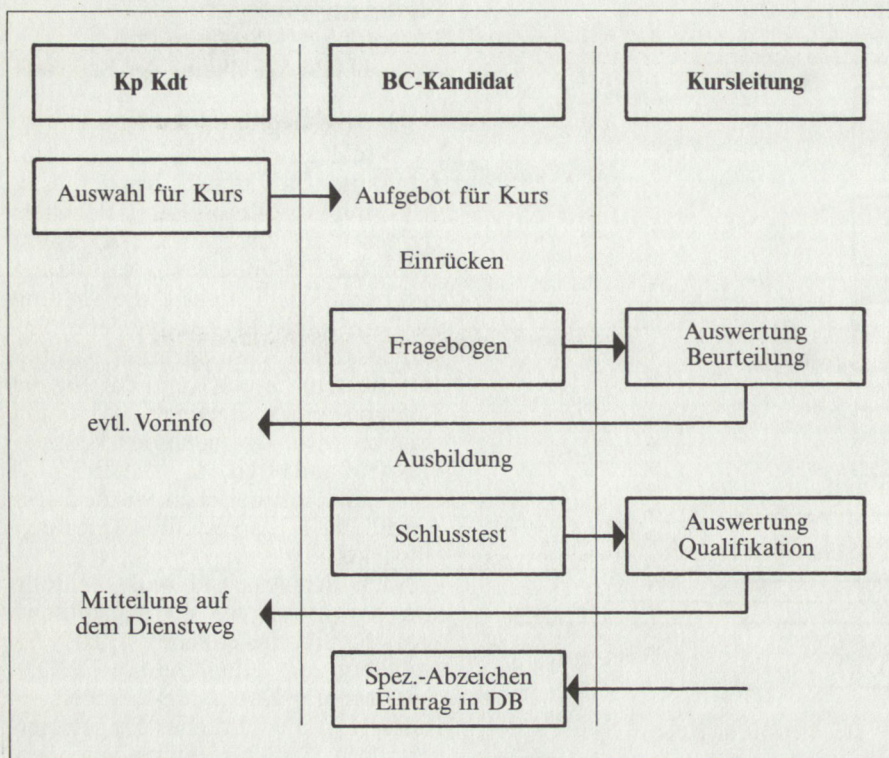 Kp Kdt
BC-Kandidat
Kursleitung
Auswahl für Kurs
Aufgebot für Kurs
Einrücken
Fragebogen
Auswertung
Beurteilung
evtl. Vorinfo
Ausbildung
Schlusstest
Auswertung
Qualifikation
Mitteilung auf
dem Dienstweg
Spez.-Abzeichen
Eintrag in DB